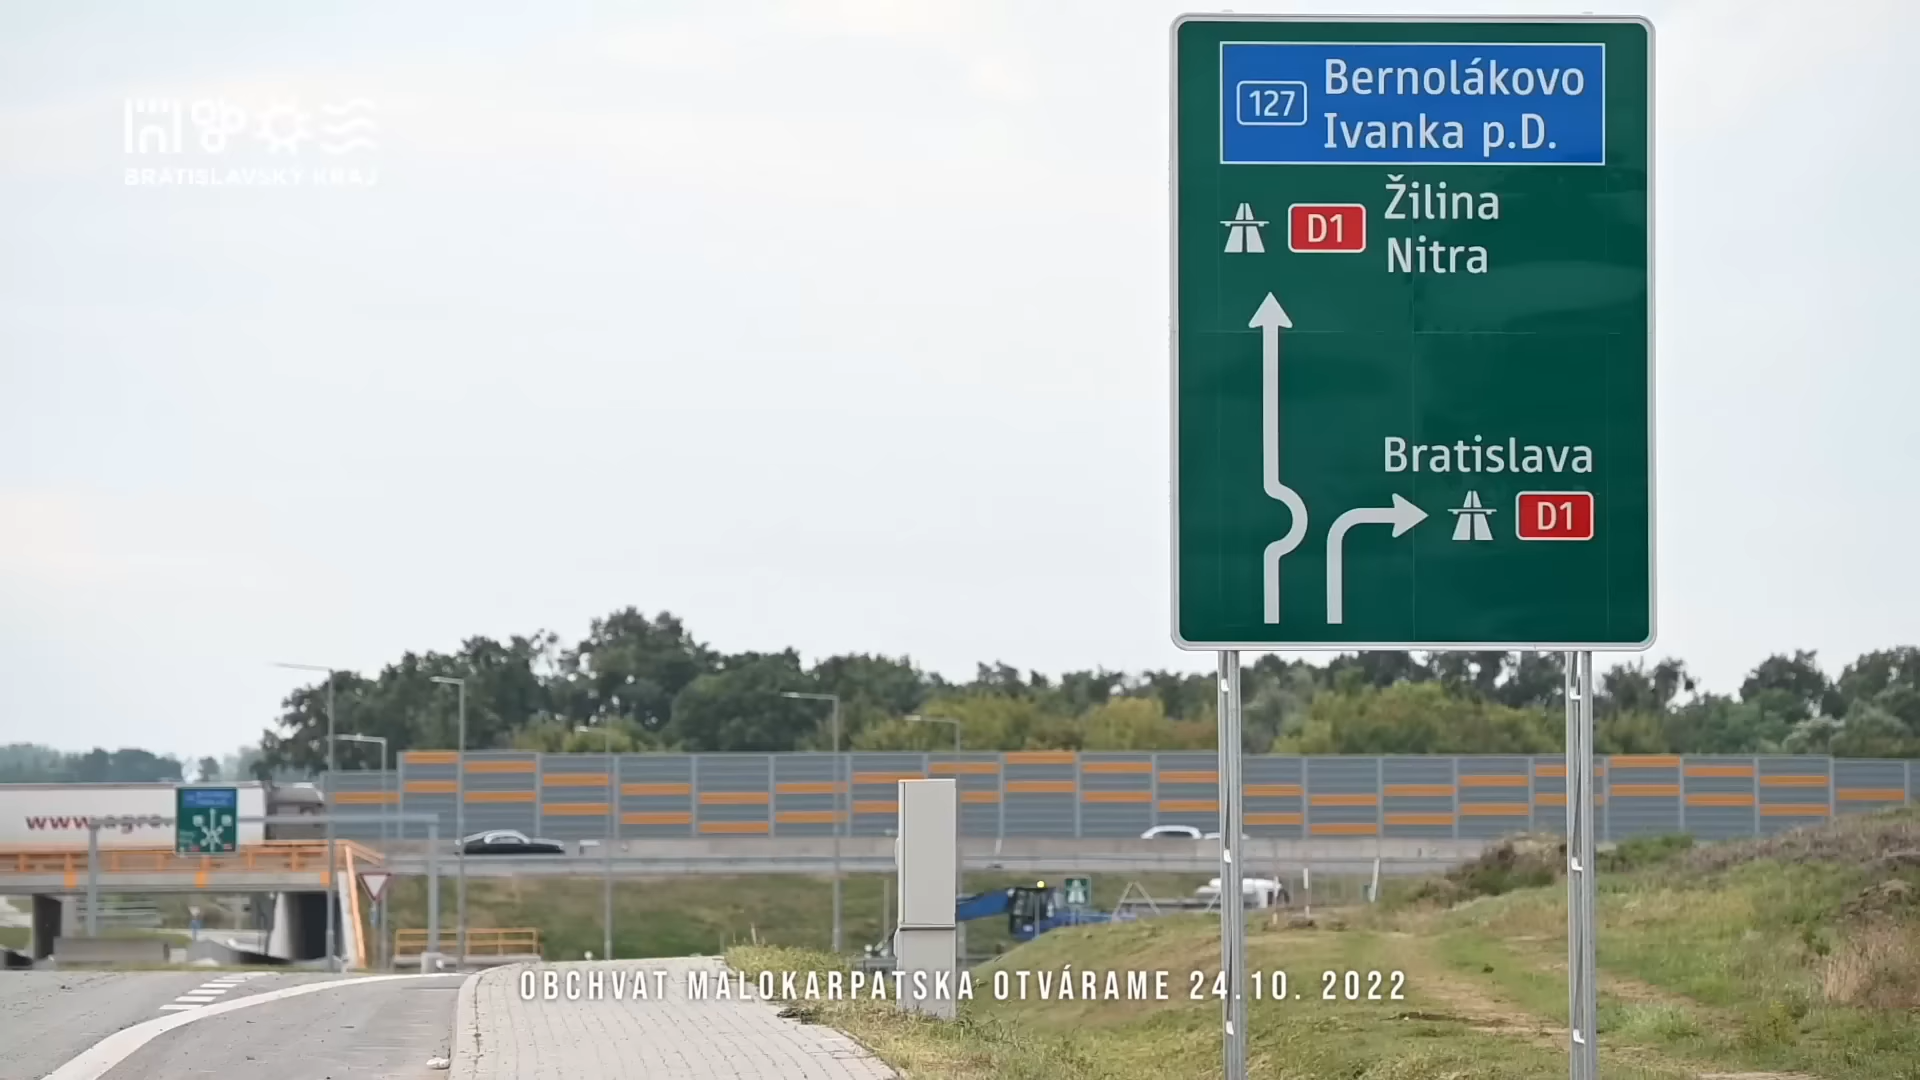 BRATISLAVSKÝ KRAJ
127
Bernolákovo
Ivanka p.D.
D1
Žilina
Nitra
Bratislava
D1
OBCHVAT MALOKARPATSKA OTVÁRAME 24.10. 2022